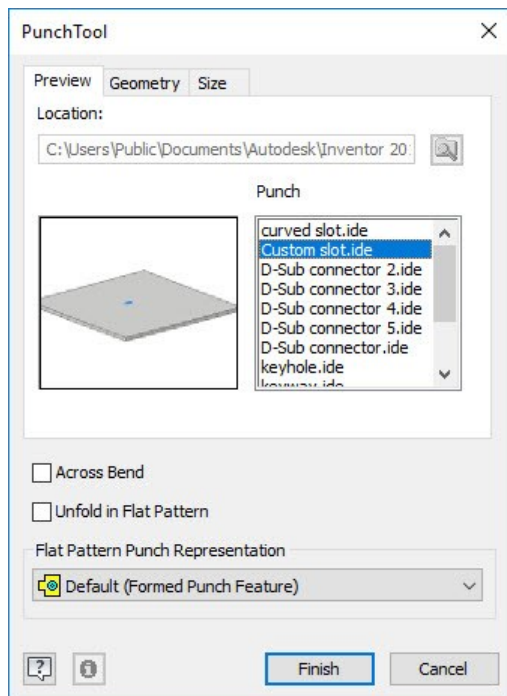 PunchTool
Preview Geometry Size
Location:
C:\Users\Public\Documents\Autodesk\Inventor 20
Punch
curved slot.ide
Custom slot.ide
D-Sub connector 2.ide
D-Sub connector 3.ide
D-Sub connector 4.ide
D-Sub connector 5.ide
D-Sub connector.ide
keyhole.ide
keyway.ide
Across Bend
Unfold in Flat Pattern
Flat Pattern Punch Representation
Default (Formed Punch Feature)
Finish Cancel